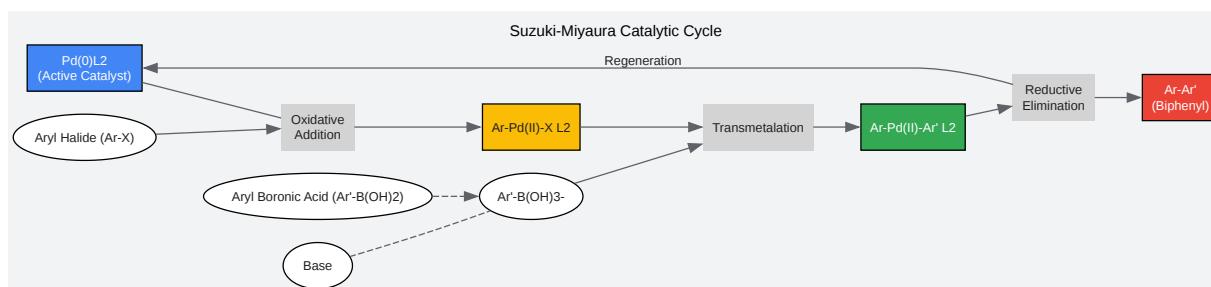 Suzuki-Miyaura Catalytic Cycle
Pd(0)L2
(Active Catalyst)
Regeneration
Aryl Halide (Ar-X)
Oxidative
Addition
Ar-Pd(II)-X L2
Transmetalation
Ar-Pd(II)-Ar' L2
Reductive
Elimination
Ar-Ar'
(Biphenyl)
Aryl Boronic Acid (Ar'-B(OH)2)
Ar'-B(OH)3-
Base